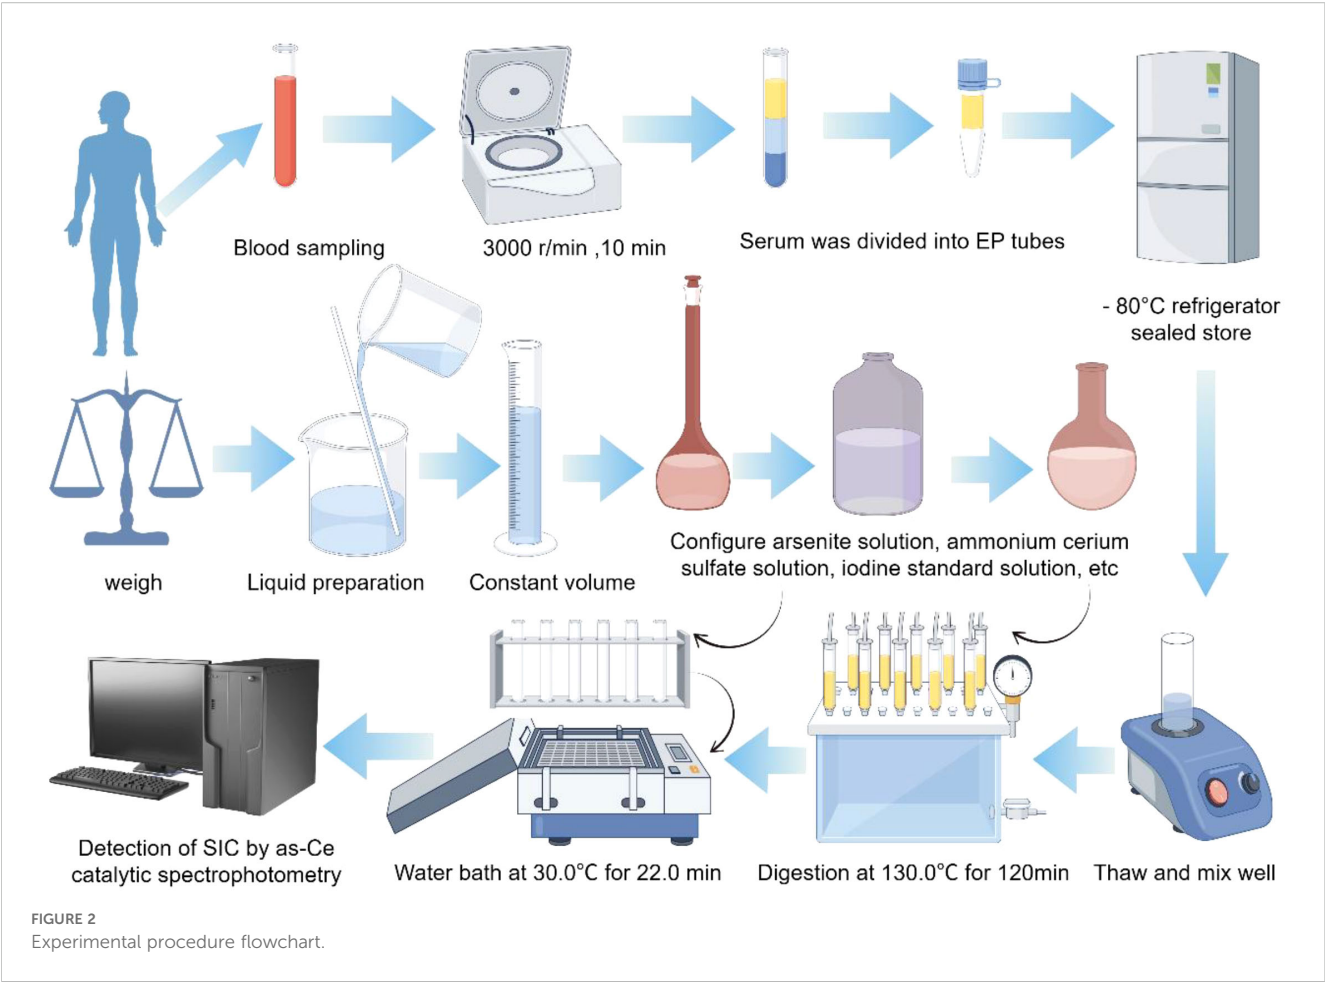 Blood sampling
3000 r/min ,10 min
Serum was divided into EP tubes
- 80°C refrigerator
sealed store
weigh
Liquid preparation
Constant volume
Configure arsenite solution, ammonium cerium
sulfate solution, iodine standard solution, etc
Detection of SIC by as-Ce
catalytic spectrophotometry
Water bath at 30.0℃ for 22.0 min
Digestion at 130.0℃ for 120min
Thaw and mix well
FIGURE 2
Experimental procedure flowchart.